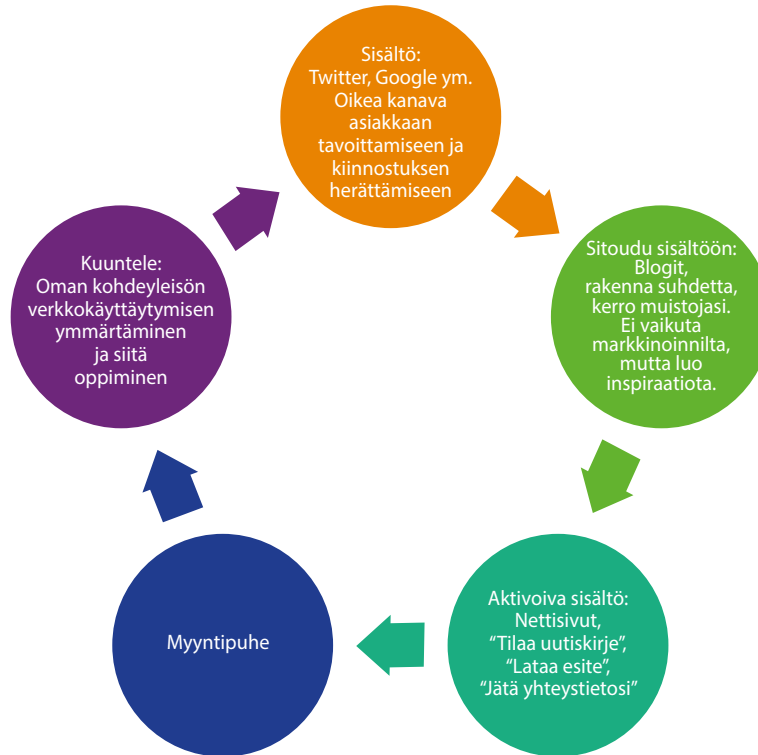 Sisältö:
Twitter, Google ym.
Oikea kanava
asiakkaan
tavoittamiseen ja
kiinnostuksen
herättämiseen
Sitoudu sisältöön:
Blogit,
rakenna suhdetta,
kerro muistojasi.
Ei vaikuta
markkinoinnilta,
mutta luo
inspiraatiota.
Aktivoiva sisältö:
Nettisivut,
“Tilaa uutiskirje”,
“Lataa esite”,
“Jätä yhteystietosi”
Myyntipuhe
Kuuntele:
Oman kohdeyleisön
verkkokäyttäytymisen
ymmärtäminen
ja siitä
oppiminen